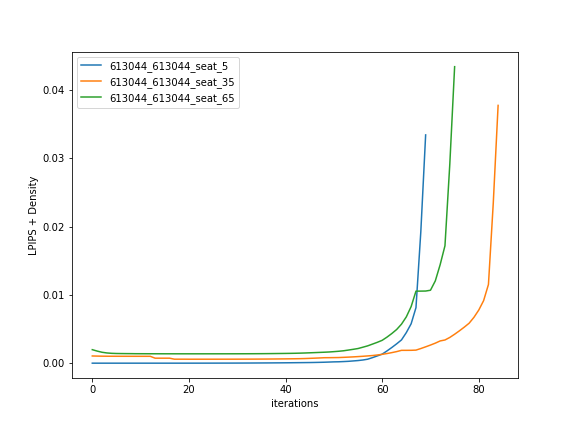 613044_613044_seat_5
613044_613044_seat_35
613044_613044_seat_65
LPIPS + Density
0.04
0.03
0.02
0.01
0.00
0
20
40
60
80
iterations